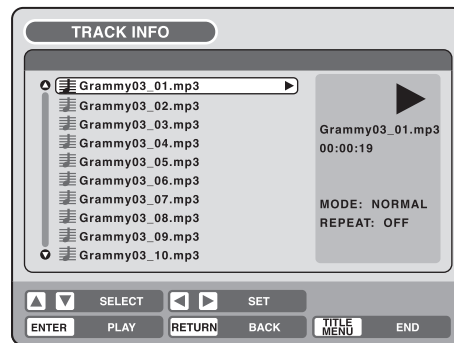 TRACK INFO
Grammy03_01.mp3
Grammy03_02.mp3
Grammy03_03.mp3
Grammy03_04.mp3
Grammy03_05.mp3
Grammy03_06.mp3
Grammy03_07.mp3
Grammy03_08.mp3
Grammy03_09.mp3
Grammy03_10.mp3
Grammy03_01.mp3
00:00:19
MODE: NORMAL
REPEAT: OFF
SELECT SET
ENTER PLAY RETURN BACK TITLE MENU END